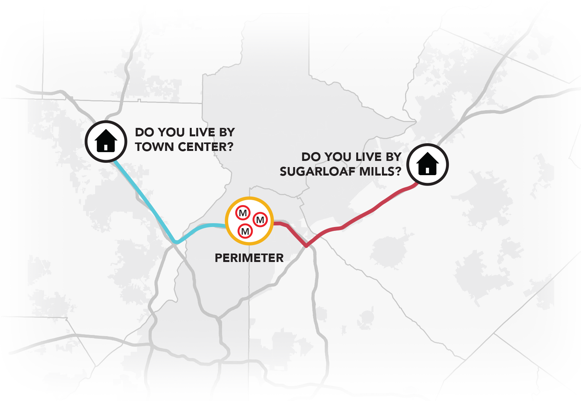 DO YOU LIVE BY
TOWN CENTER?
DO YOU LIVE BY
SUGARLOAF MILLS?
M
M
M
PERIMETER